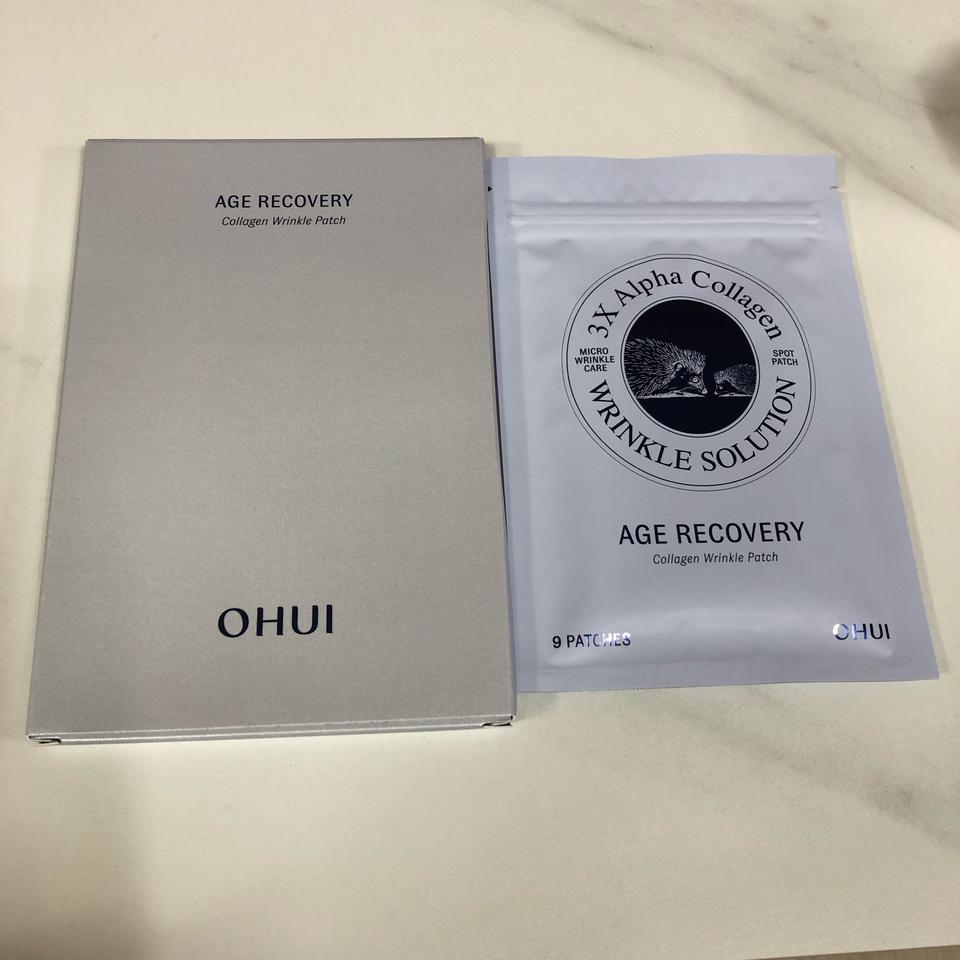 AGE RECOVERY
Collagen Wrinkle Patch
OHUI
3X Alpha Collagen
MICRO
WRINKLE
CARE
SPOT
PATCH
WRINKLE SOLUTION
AGE RECOVERY
Collagen Wrinkle Patch
9 PATCHES
OHUI